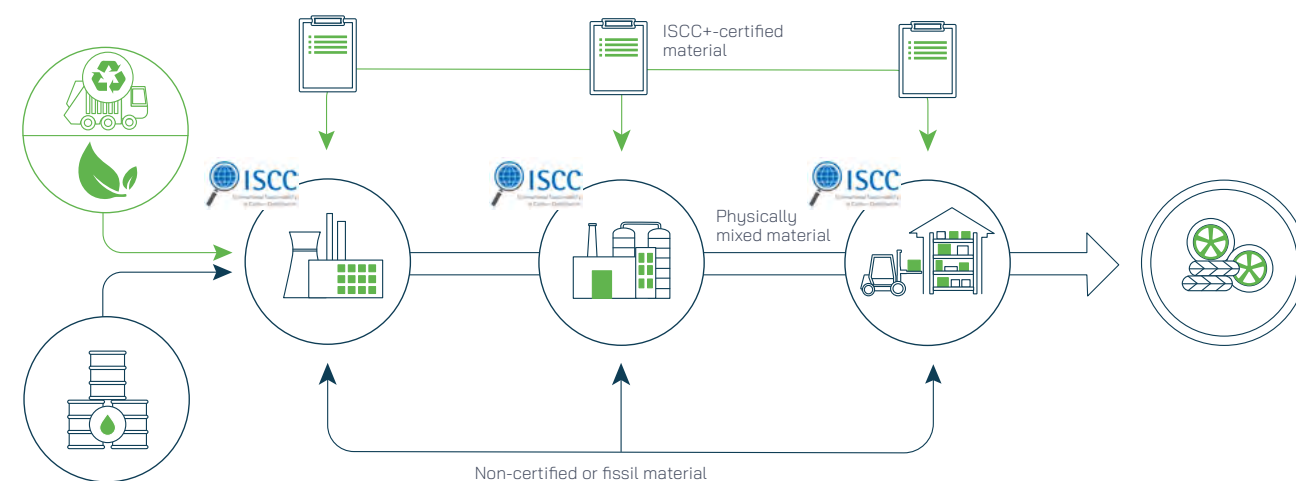 ISCC+-certified
material
ISCC
ISCC
ISCC
Physically
mixed material
Non-certified or fissil material